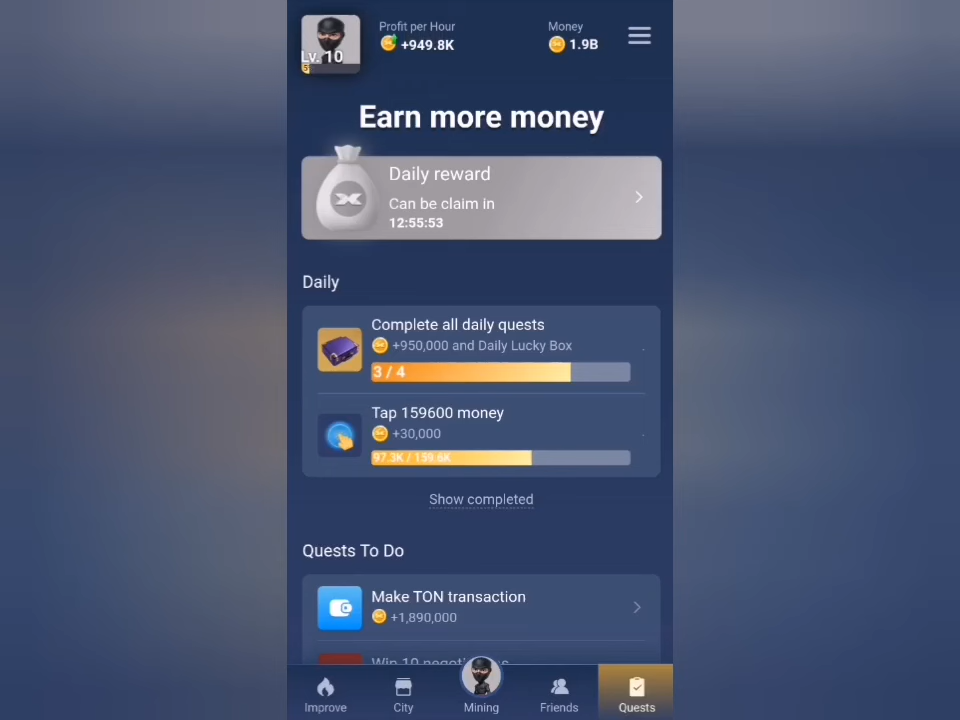 Profit per Hour
+949.8K
Money
1.9B
Lv. 10
5
Earn more money
Daily reward
Can be claim in
12:55:53
Daily
Complete all daily quests
+950,000 and Daily Lucky Box
3 / 4
Tap 159600 money
+30,000
97.3K / 159.6K
Show completed
Quests To Do
Make TON transaction
+1,890,000
Win 10
Improve
City
Mining
Friends
Quests